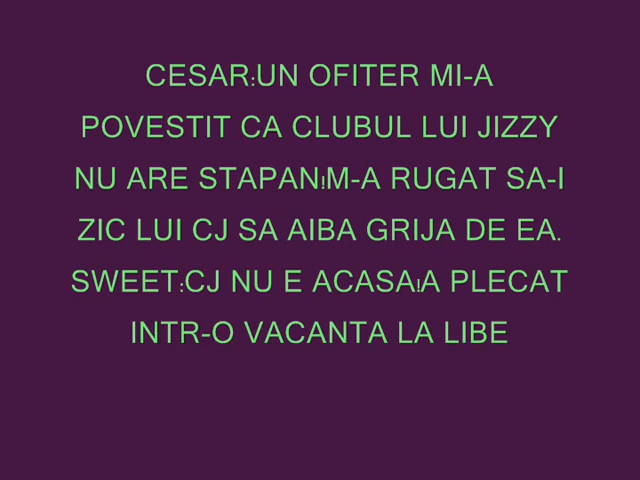 CESAR:UN OFITER MI-A
POVESTIT CA CLUBUL LUI JIZZY
NU ARE STAPAN!M-A RUGAT SA-I
ZIC LUI CJ SA AIBA GRIJA DE EA.
SWEET:CJ NU E ACASA!A PLECAT
INTR-O VACANTA LA LIBE